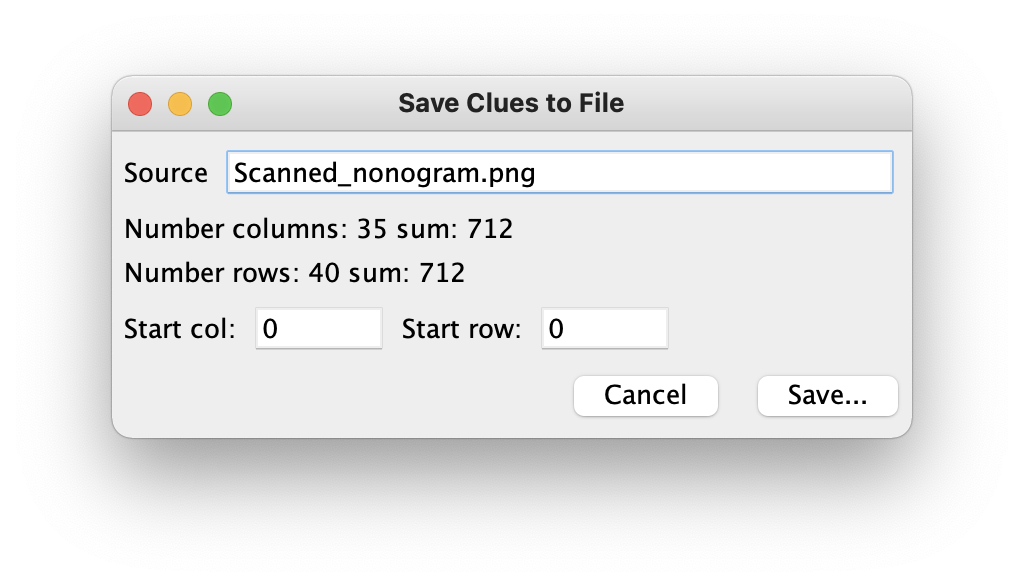 Save Clues to File
Source Scanned_nonogram.png
Number columns: 35 sum: 712
Number rows: 40 sum: 712
Start col: 0 Start row: 0
Cancel Save...